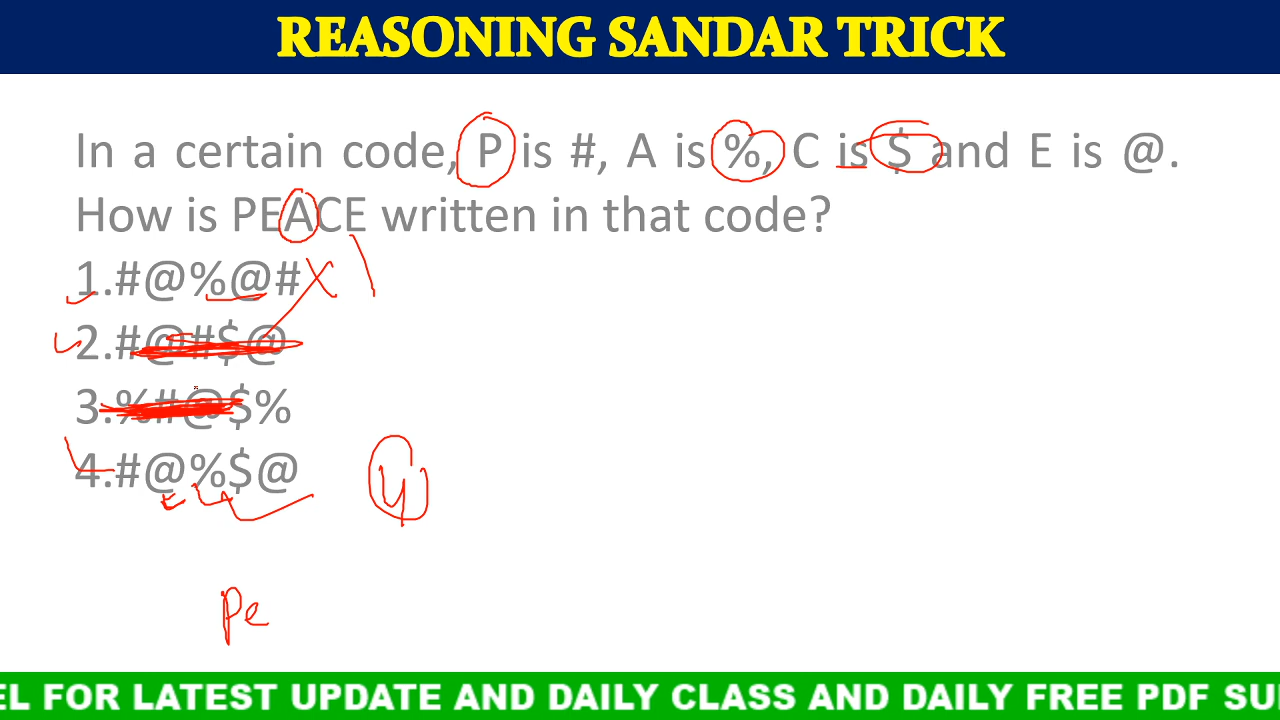 REASONING SANDAR TRICK
In a certain code, P is #, A is %, C is $ and E is @.
How is PEACE written in that code?
1.#@%@#
2.#@#$@
3.%#@$%
4.#@%$@
4
Pe
EL FOR LATEST UPDATE AND DAILY CLASS AND DAILY FREE PDF SU